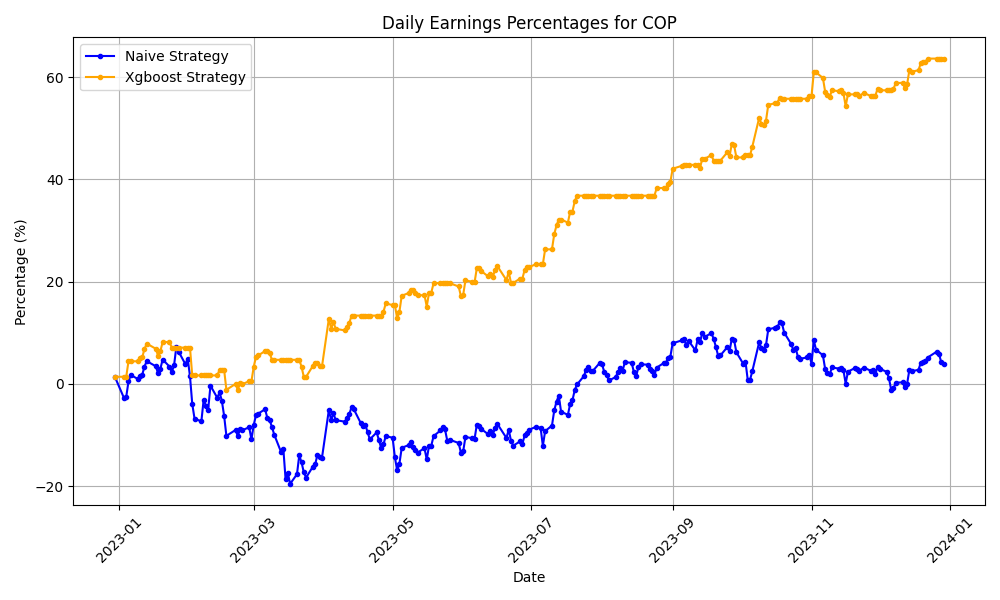 Daily Earnings Percentages for COP
Naive Strategy
Xgboost Strategy
Percentage (%)
60
40
20
0
−20
2023-01
2023-03
2023-05
2023-07
2023-09
2023-11
2024-01
Date